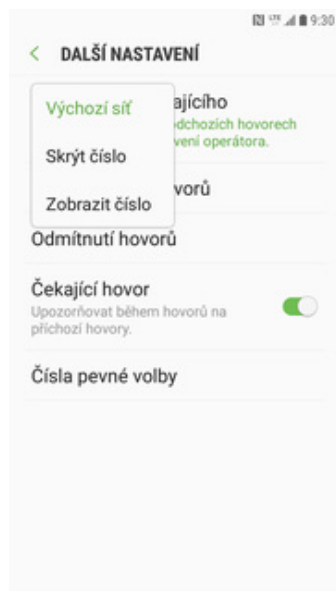 9:30
DALŠÍ NASTAVENÍ
Výchozí síť
Skrýt číslo
Zobrazit číslo
ajícího
odchozích hovorech
vení operátora.
vorů
Odmítnutí hovorů
Čekající hovor
Upozorňovat během hovorů na
příchozí hovory.
Čísla pevné volby